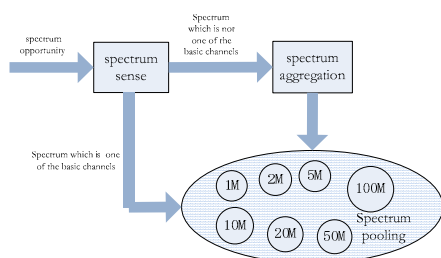 Spectrum
which is not
one of the
basic channels
spectrum
opportunity
spectrum
sense
spectrum
aggregation
Spectrum which is  one
of the basic channels
1M
2M
5M
100M
10M
20M
50M
Spectrum
pooling